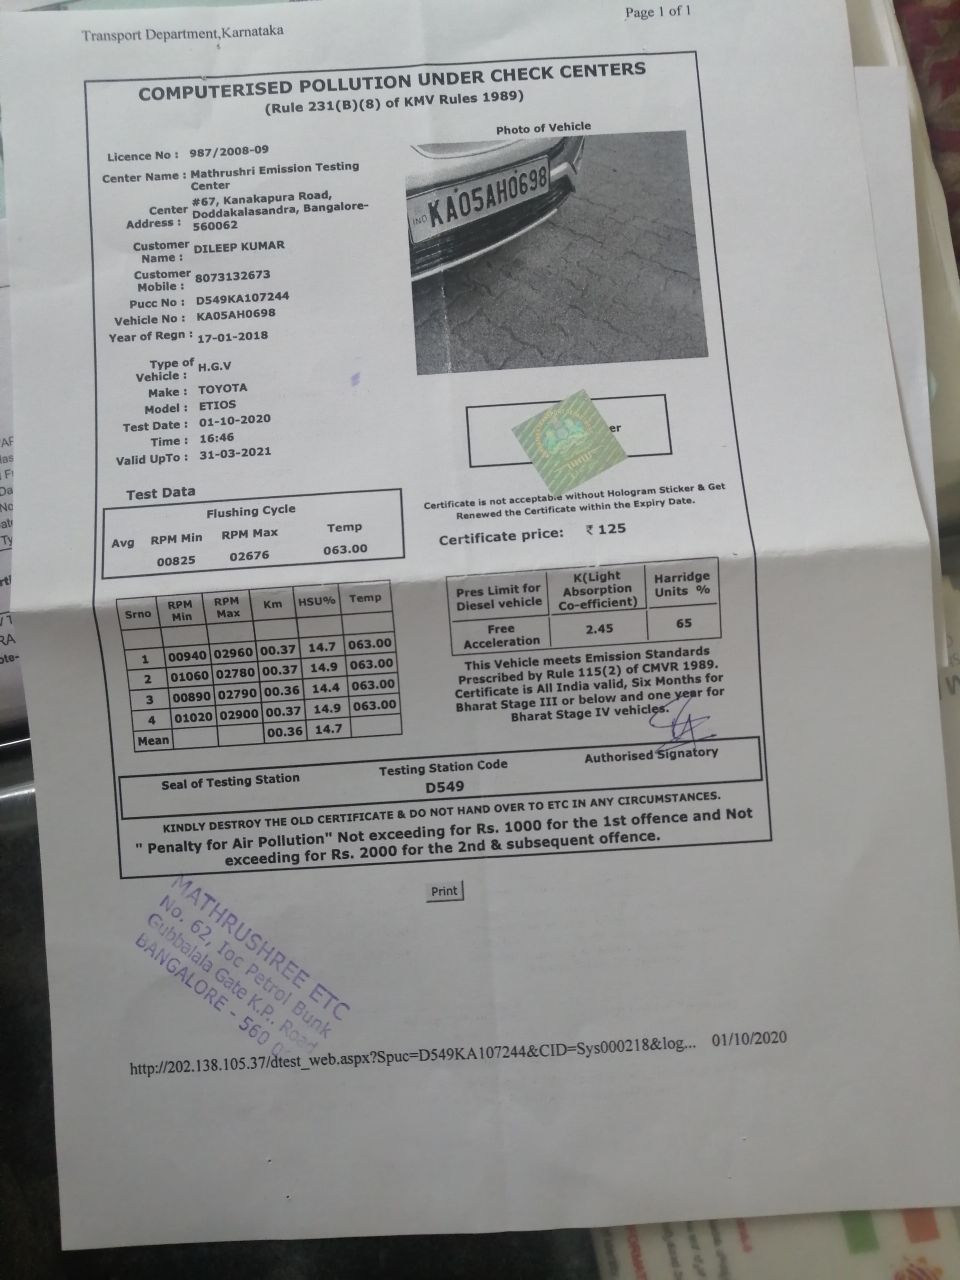 Page 1 of 1
Transport Department,Karnataka
COMPUTERISED POLLUTION UNDER CHECK CENTERS
(Rule 231(B)(8) of KMV Rules 1989)
Licence No : 987/2008-09
Center Name : Mathrushri Emission Testing
Center
Center Address : #67, Kanakapura Road,
Doddakalasandra, Bangalore-
560062
Customer Name : DILEEP KUMAR
Customer Mobile : 8073132673
Pucc No : D549KA107244
Vehicle No : KA05AH0698
Year of Regn : 17-01-2018
Type of Vehicle : H.G.V
Make : TOYOTA
Model : ETIOS
Test Date : 01-10-2020
Time : 16:46
Valid UpTo : 31-03-2021
Photo of Vehicle
IND KA05AH0698
er
Certificate is not acceptable without Hologram Sticker & Get
Renewed the Certificate within the Expiry Date.
Certificate price: ₹ 125
Test Data
Flushing Cycle
Avg RPM Min RPM Max Temp
00825 02676 063.00
Srno RPM Min RPM Max Km HSU% Temp
1 00940 02960 00.37 14.7 063.00
2 01060 02780 00.37 14.9 063.00
3 00890 02790 00.36 14.4 063.00
4 01020 02900 00.37 14.9 063.00
Mean 00.36 14.7
Pres Limit for Diesel vehicle K(Light Absorption Co-efficient) Harridge Units %
Free Acceleration 2.45 65
This Vehicle meets Emission Standards
Prescribed by Rule 115(2) of CMVR 1989.
Certificate is All India valid, Six Months for
Bharat Stage III or below and one year for
Bharat Stage IV vehicles.
Seal of Testing Station Testing Station Code Authorised Signatory
D549
KINDLY DESTROY THE OLD CERTIFICATE & DO NOT HAND OVER TO ETC IN ANY CIRCUMSTANCES.
" Penalty for Air Pollution" Not exceeding for Rs. 1000 for the 1st offence and Not
exceeding for Rs. 2000 for the 2nd & subsequent offence.
Print
MATHRUSHREE ETC
No. 62, Ioc Petrol Bunk
Gubbalala Gate K.P., Road
BANGALORE - 560
http://202.138.105.37/dtest_web.aspx?Spuc=D549KA107244&CID=Sys000218&log... 01/10/2020